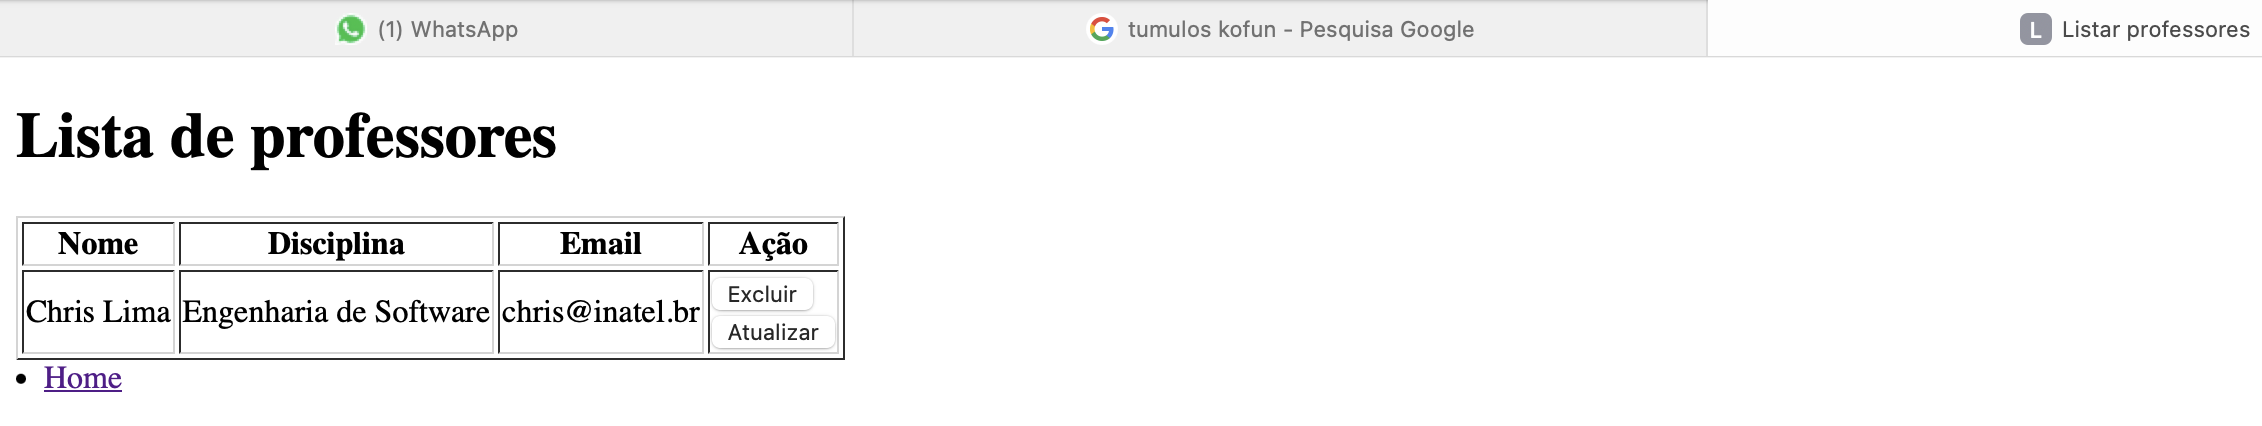 (1) WhatsApp
tumulos kofun - Pesquisa Google
L Listar professores
Lista de professores
Nome Disciplina Email Ação
Chris Lima Engenharia de Software chris@inatel.br Excluir
Atualizar
Home